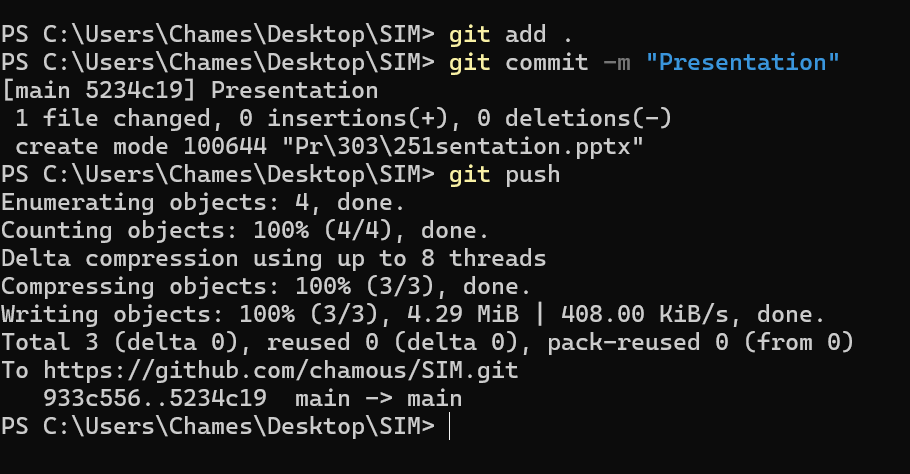 PS C:\Users\Chames\Desktop\SIM> git add .
PS C:\Users\Chames\Desktop\SIM> git commit -m "Presentation"
[main 5234c19] Presentation
 1 file changed, 0 insertions(+), 0 deletions(-)
 create mode 100644 "Pr\303\251sentation.pptx"
PS C:\Users\Chames\Desktop\SIM> git push
Enumerating objects: 4, done.
Counting objects: 100% (4/4), done.
Delta compression using up to 8 threads
Compressing objects: 100% (3/3), done.
Writing objects: 100% (3/3), 4.29 MiB | 408.00 KiB/s, done.
Total 3 (delta 0), reused 0 (delta 0), pack-reused 0 (from 0)
To https://github.com/chamous/SIM.git
   933c556..5234c19  main -> main
PS C:\Users\Chames\Desktop\SIM>